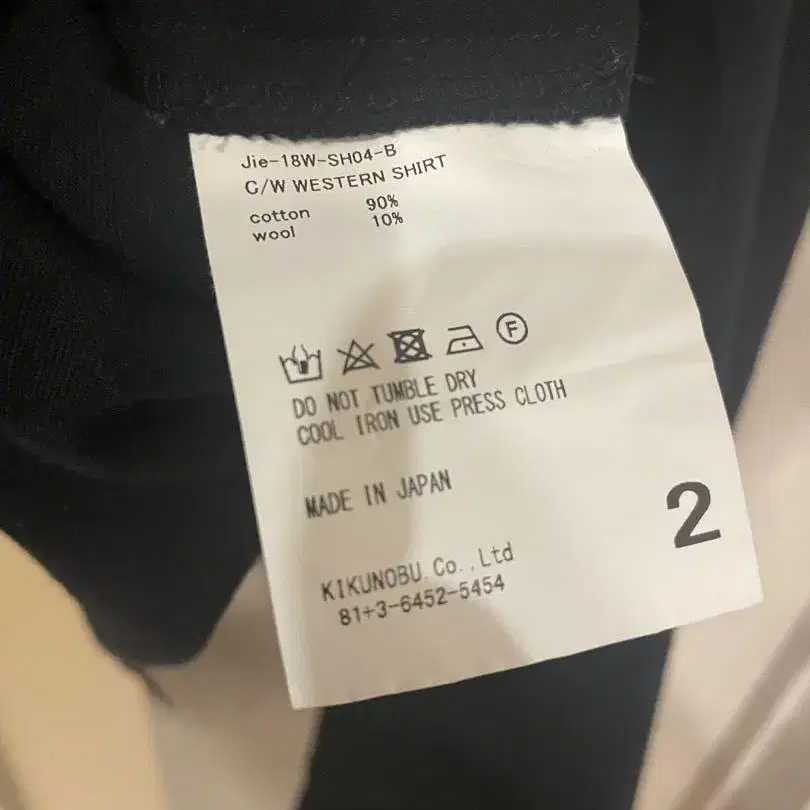 Jie-18W-SH04-B
C/W WESTERN SHIRT
cotton 90%
wool 10%
F
DO NOT TUMBLE DRY
COOL IRON USE PRESS CLOTH
MADE IN JAPAN
2
KIKUNOBU Co.,Ltd
81+3-6452-5454